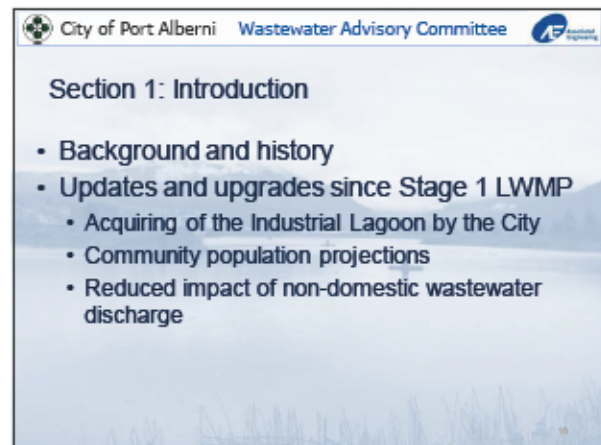 City of Port Alberni Wastewater Advisory Committee
Associated
Engineering
Section 1: Introduction
• Background and history
• Updates and upgrades since Stage 1 LWMP
• Acquiring of the Industrial Lagoon by the City
• Community population projections
• Reduced impact of non-domestic wastewater
discharge